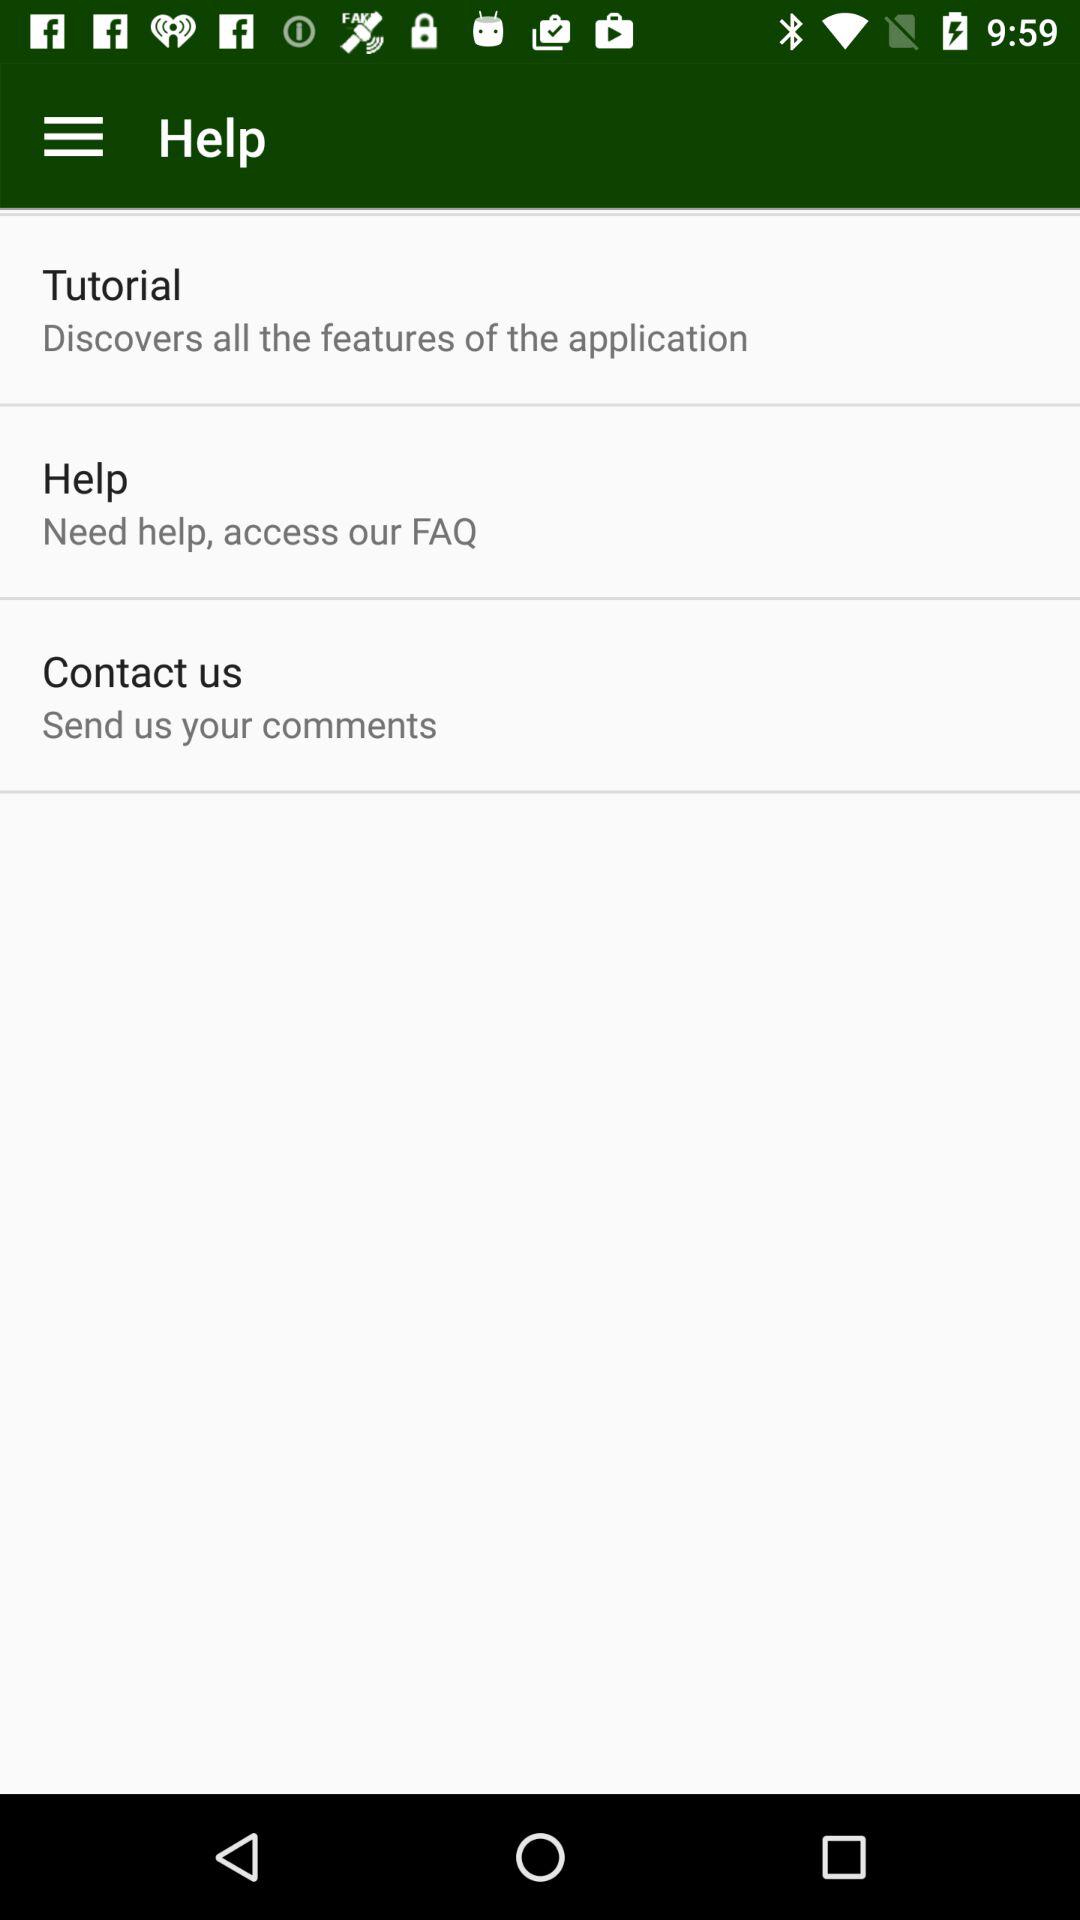 FAKE
9:59
Help
Tutorial
Discovers all the features of the application
Help
Need help, access our FAQ
Contact us
Send us your comments